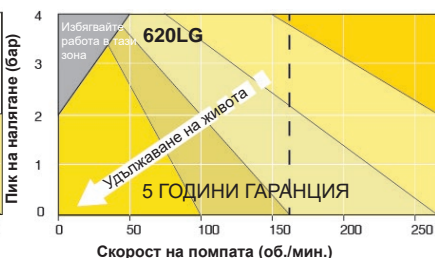 Пик на налягане (бар)
4
3
2
1
0
Избягвайте
работа в тази
зона
620LG
Удължаване на живота
5 ГОДИНИ ГАРАНЦИЯ
0 50 100 150 200 250
Скорост на помпата (об./мин.)